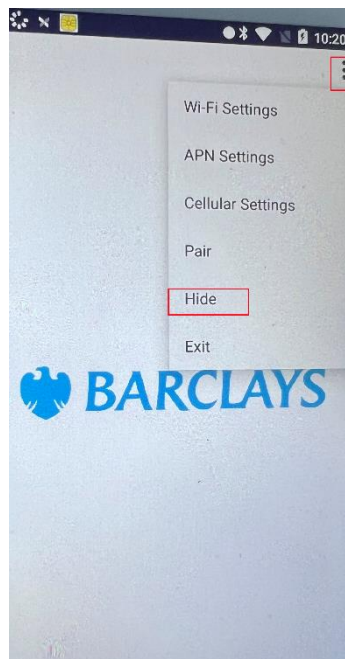 10:20
Wi-Fi Settings
APN Settings
Cellular Settings
Pair
Hide
Exit
BARCLAYS